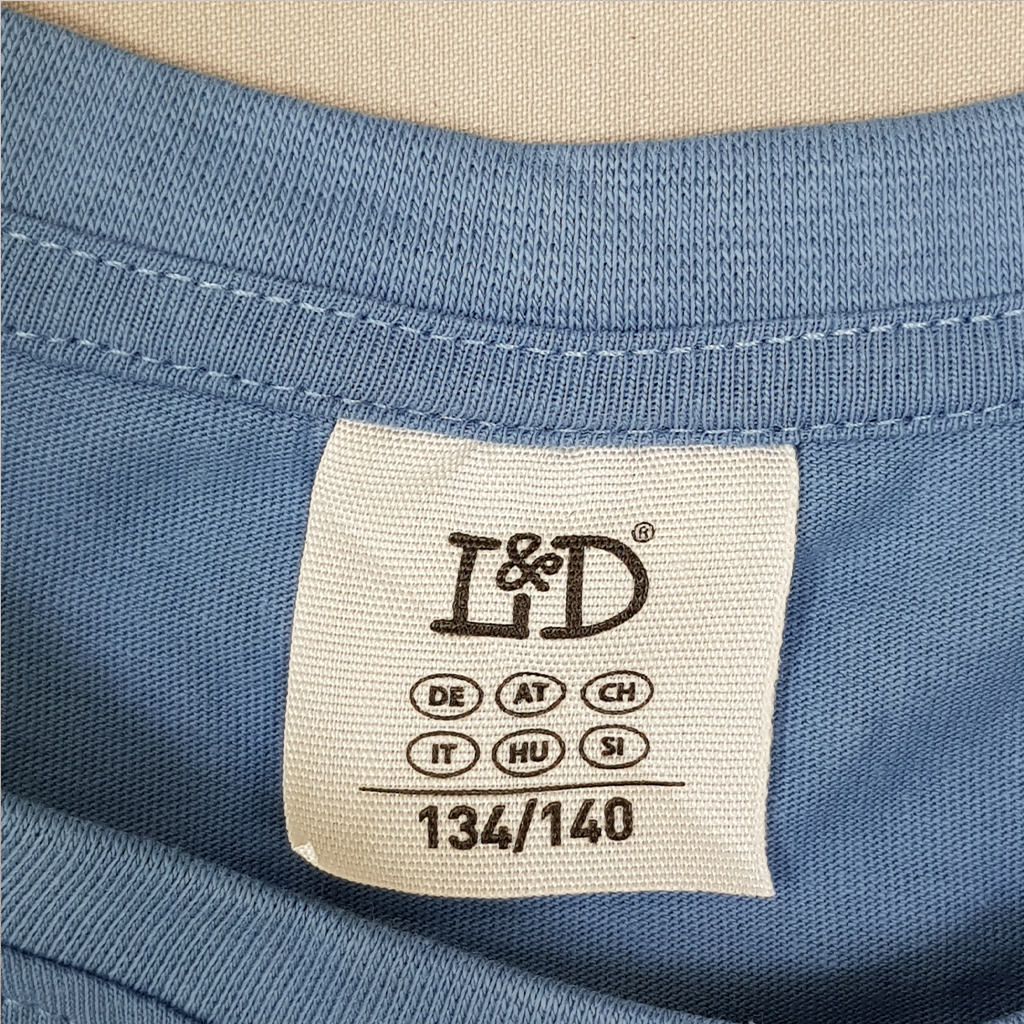 L&D®
DE AT CH
IT HU SI
134/140